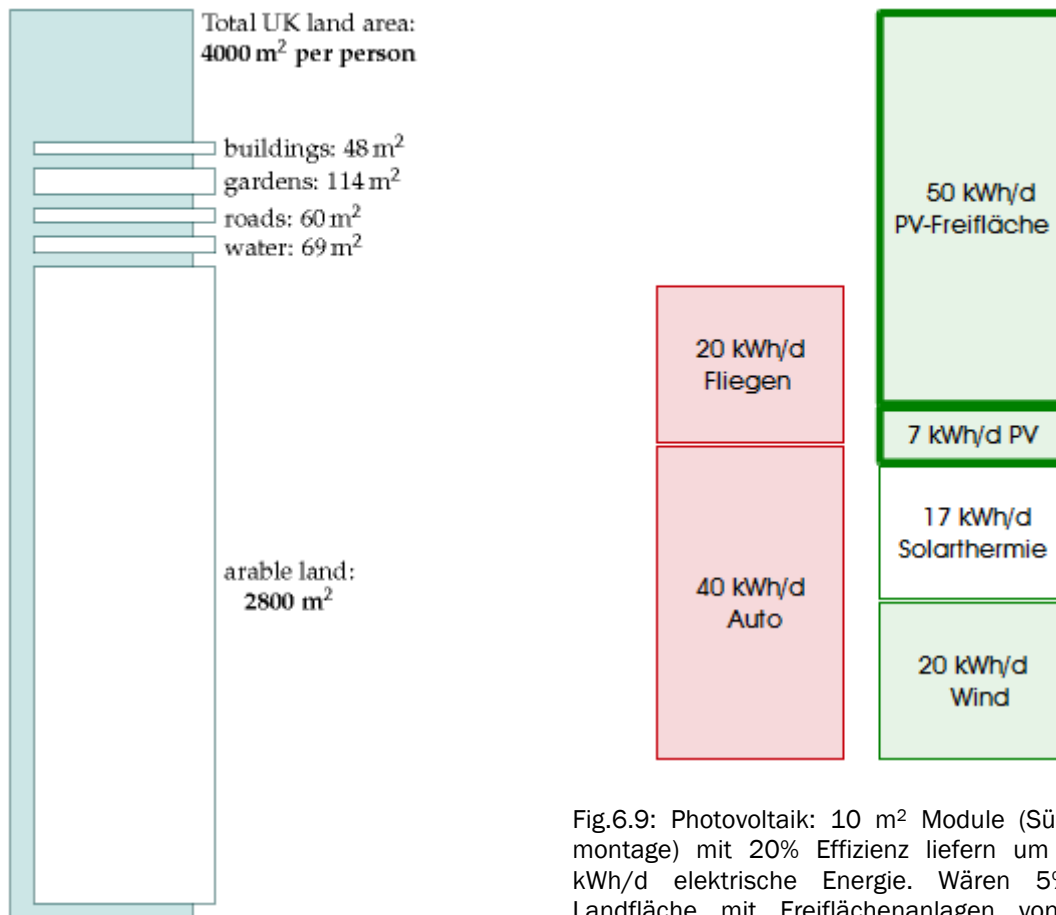 Total UK land area:
4000 m² per person
buildings: 48 m²
gardens: 114 m²
roads: 60 m²
water: 69 m²
arable land:
2800 m²
20 kWh/d
Fliegen
40 kWh/d
Auto
50 kWh/d
PV-Freifläche
7 kWh/d PV
17 kWh/d
Solarthermie
20 kWh/d
Wind
Fig.6.9: Photovoltaik: 10 m² Module (Sü
montage) mit 20% Effizienz liefern um
kWh/d elektrische Energie. Wären 5%
Landfläche mit Freiflächenanlagen von